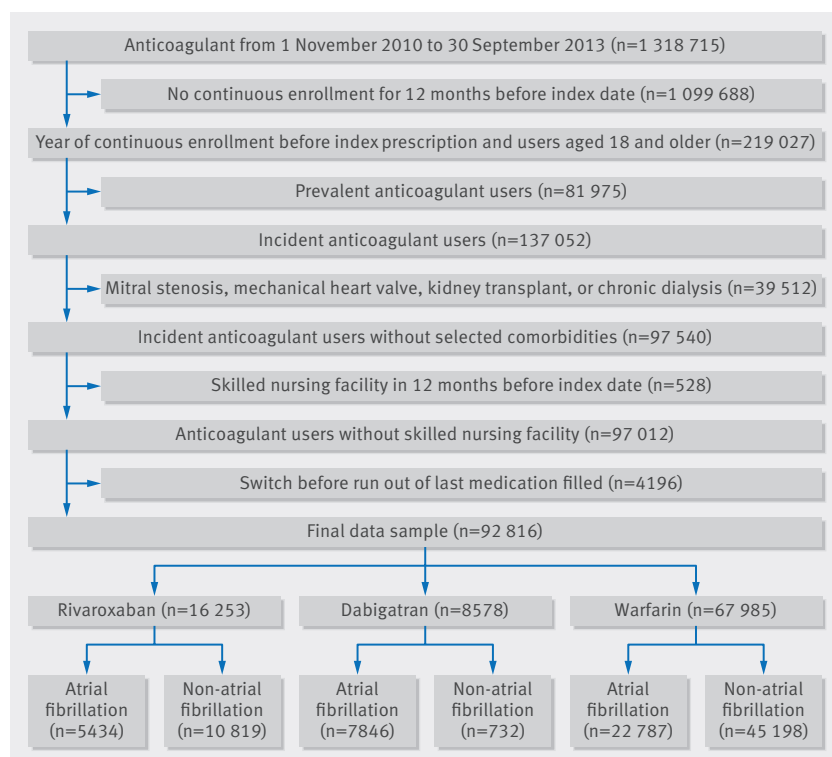 Anticoagulant from 1 November 2010 to 30 September 2013 (n=1 318 715)
No continuous enrollment for 12 months before index date (n=1 099 688)
Year of continuous enrollment before index prescription and users aged 18 and older (n=219 027)
Prevalent anticoagulant users (n=81 975)
Incident anticoagulant users (n=137 052)
Mitral stenosis, mechanical heart valve, kidney transplant, or chronic dialysis (n=39 512)
Incident anticoagulant users without selected comorbidities (n=97 540)
Skilled nursing facility in 12 months before index date (n=528)
Anticoagulant users without skilled nursing facility (n=97 012)
Switch before run out of last medication filled (n=4196)
Final data sample (n=92 816)
Rivaroxaban (n=16 253)
Dabigatran (n=8578)
Warfarin (n=67 985)
Atrial
fibrillation
(n=5434)
Non-atrial
fibrillation
(n=10 819)
Atrial
fibrillation
(n=7846)
Non-atrial
fibrillation
(n=732)
Atrial
fibrillation
(n=22 787)
Non-atrial
fibrillation
(n=45 198)